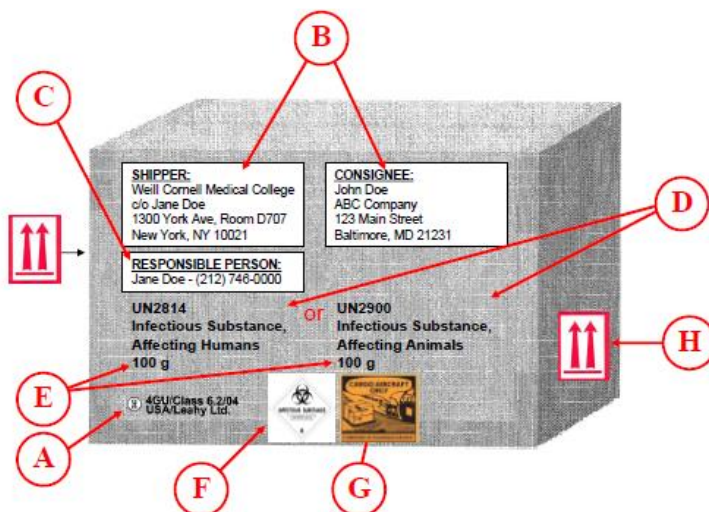 B
C
SHIPPER:
Weill Cornell Medical College
c/o Jane Doe
1300 York Ave, Room D707
New York, NY 10021
CONSIGNEE:
John Doe
ABC Company
123 Main Street
Baltimore, MD 21231
D
RESPONSIBLE PERSON:
Jane Doe - (212) 746-0000
UN2814
Infectious Substance,
Affecting Humans
100 g
or
UN2900
Infectious Substance,
Affecting Animals
100 g
H
E
4GU/Class 6.2/04
USA/Leahy Ltd.
INFECTIOUS SUBSTANCE
6
CARGO AIRCRAFT
ONLY
A
F
G